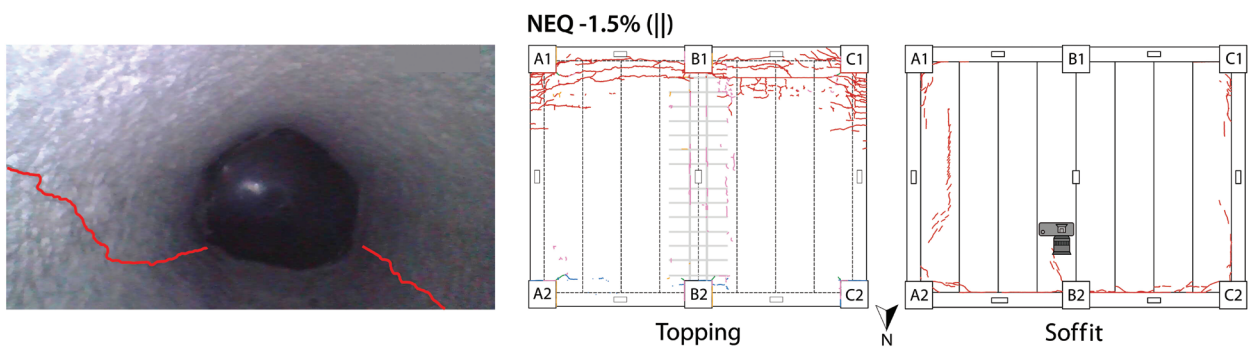 NEQ -1.5% (||)
A1 B1 C1
A2 B2 C2
Topping
N
A1 B1 C1
A2 B2 C2
Soffit